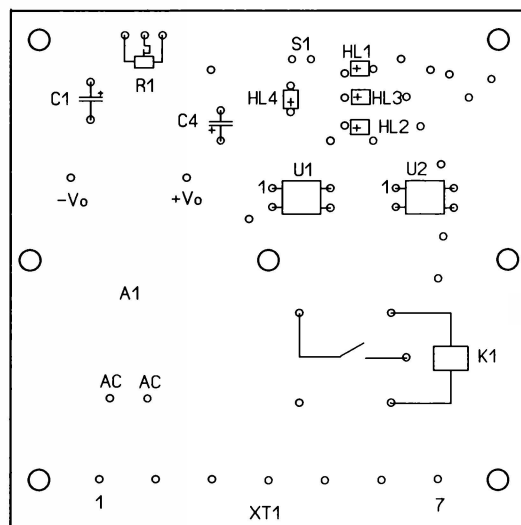 S1
HL1
R1
C1
HL4
HL3
C4
HL2
U1
U2
1
1
-Vo
+Vo
A1
K1
AC AC
1
7
XT1